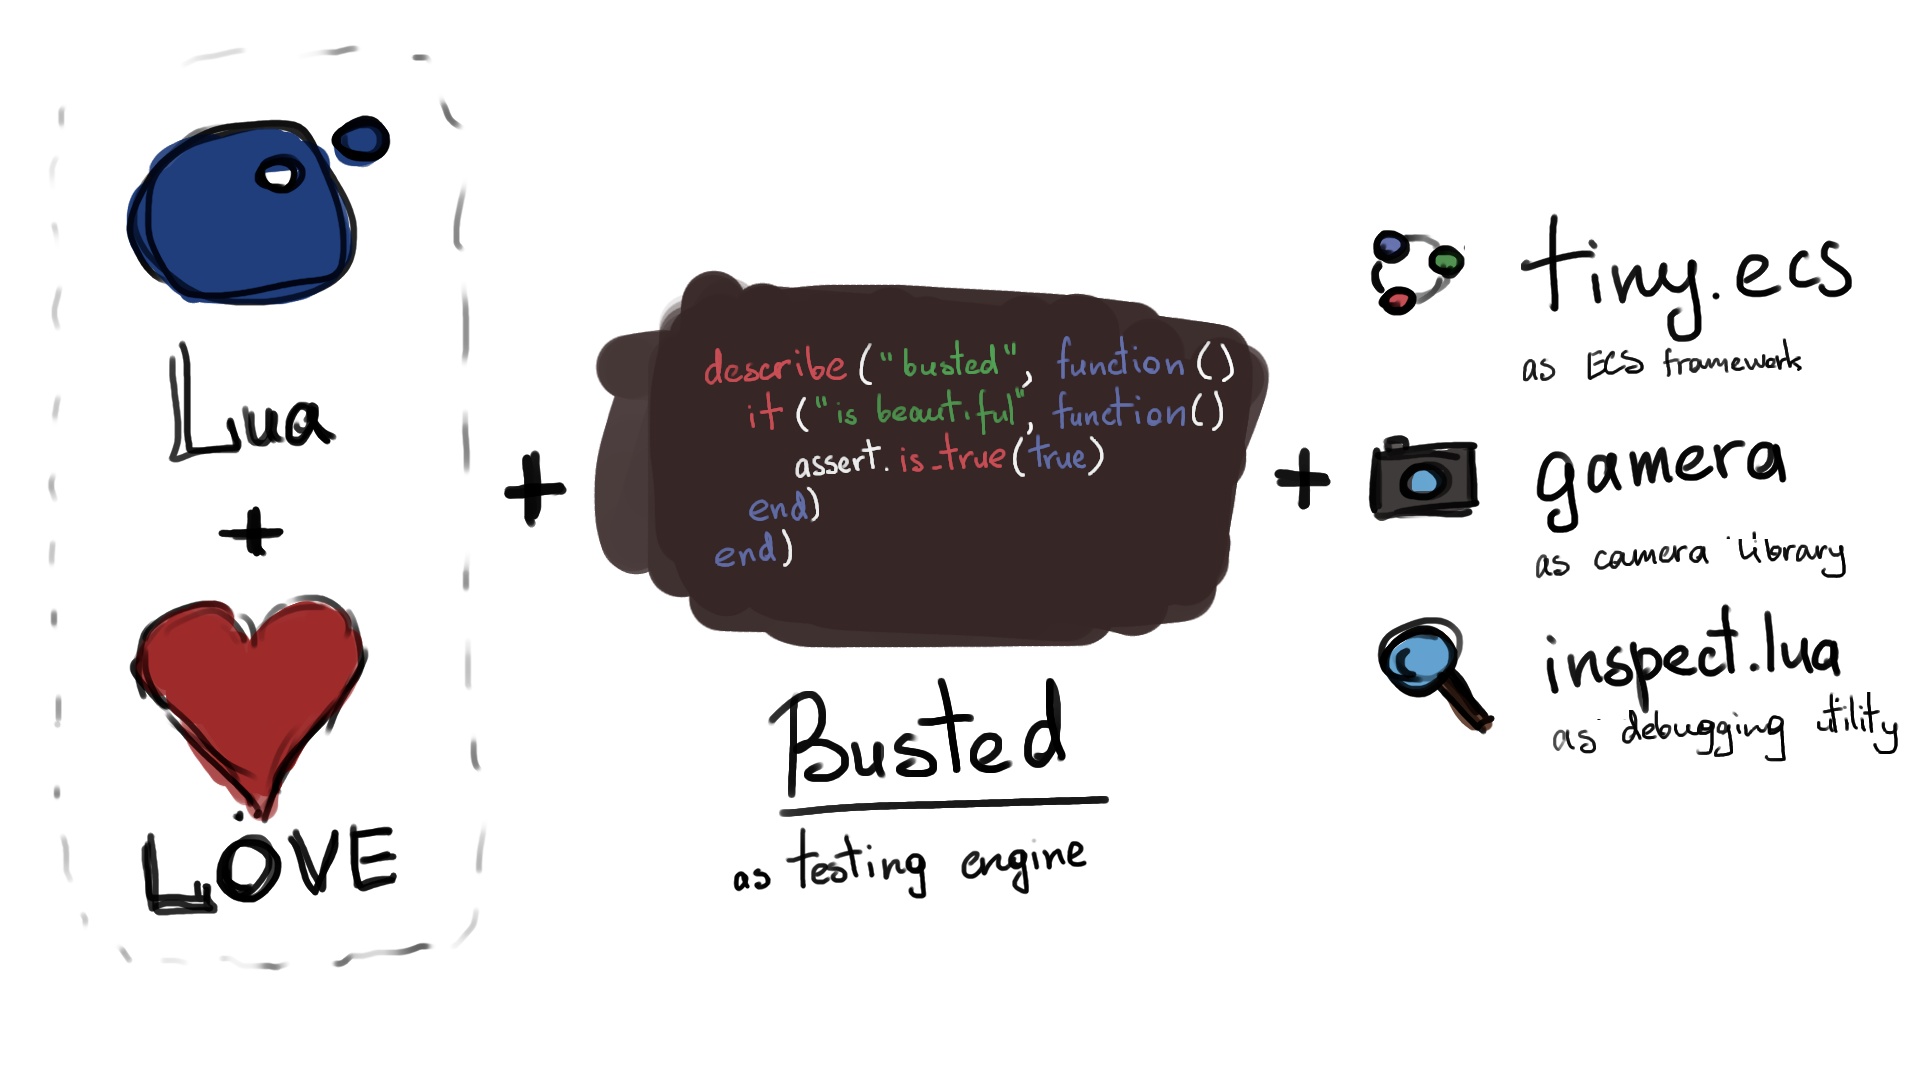 Lua
+
LÖVE
+
describe("busted", function()
it("is beautiful", function()
assert.is_true(true)
end)
end)
Busted
as testing engine
+
tiny.ecs
as ECS framework
gamera
as camera library
inspect.lua
as debugging utility